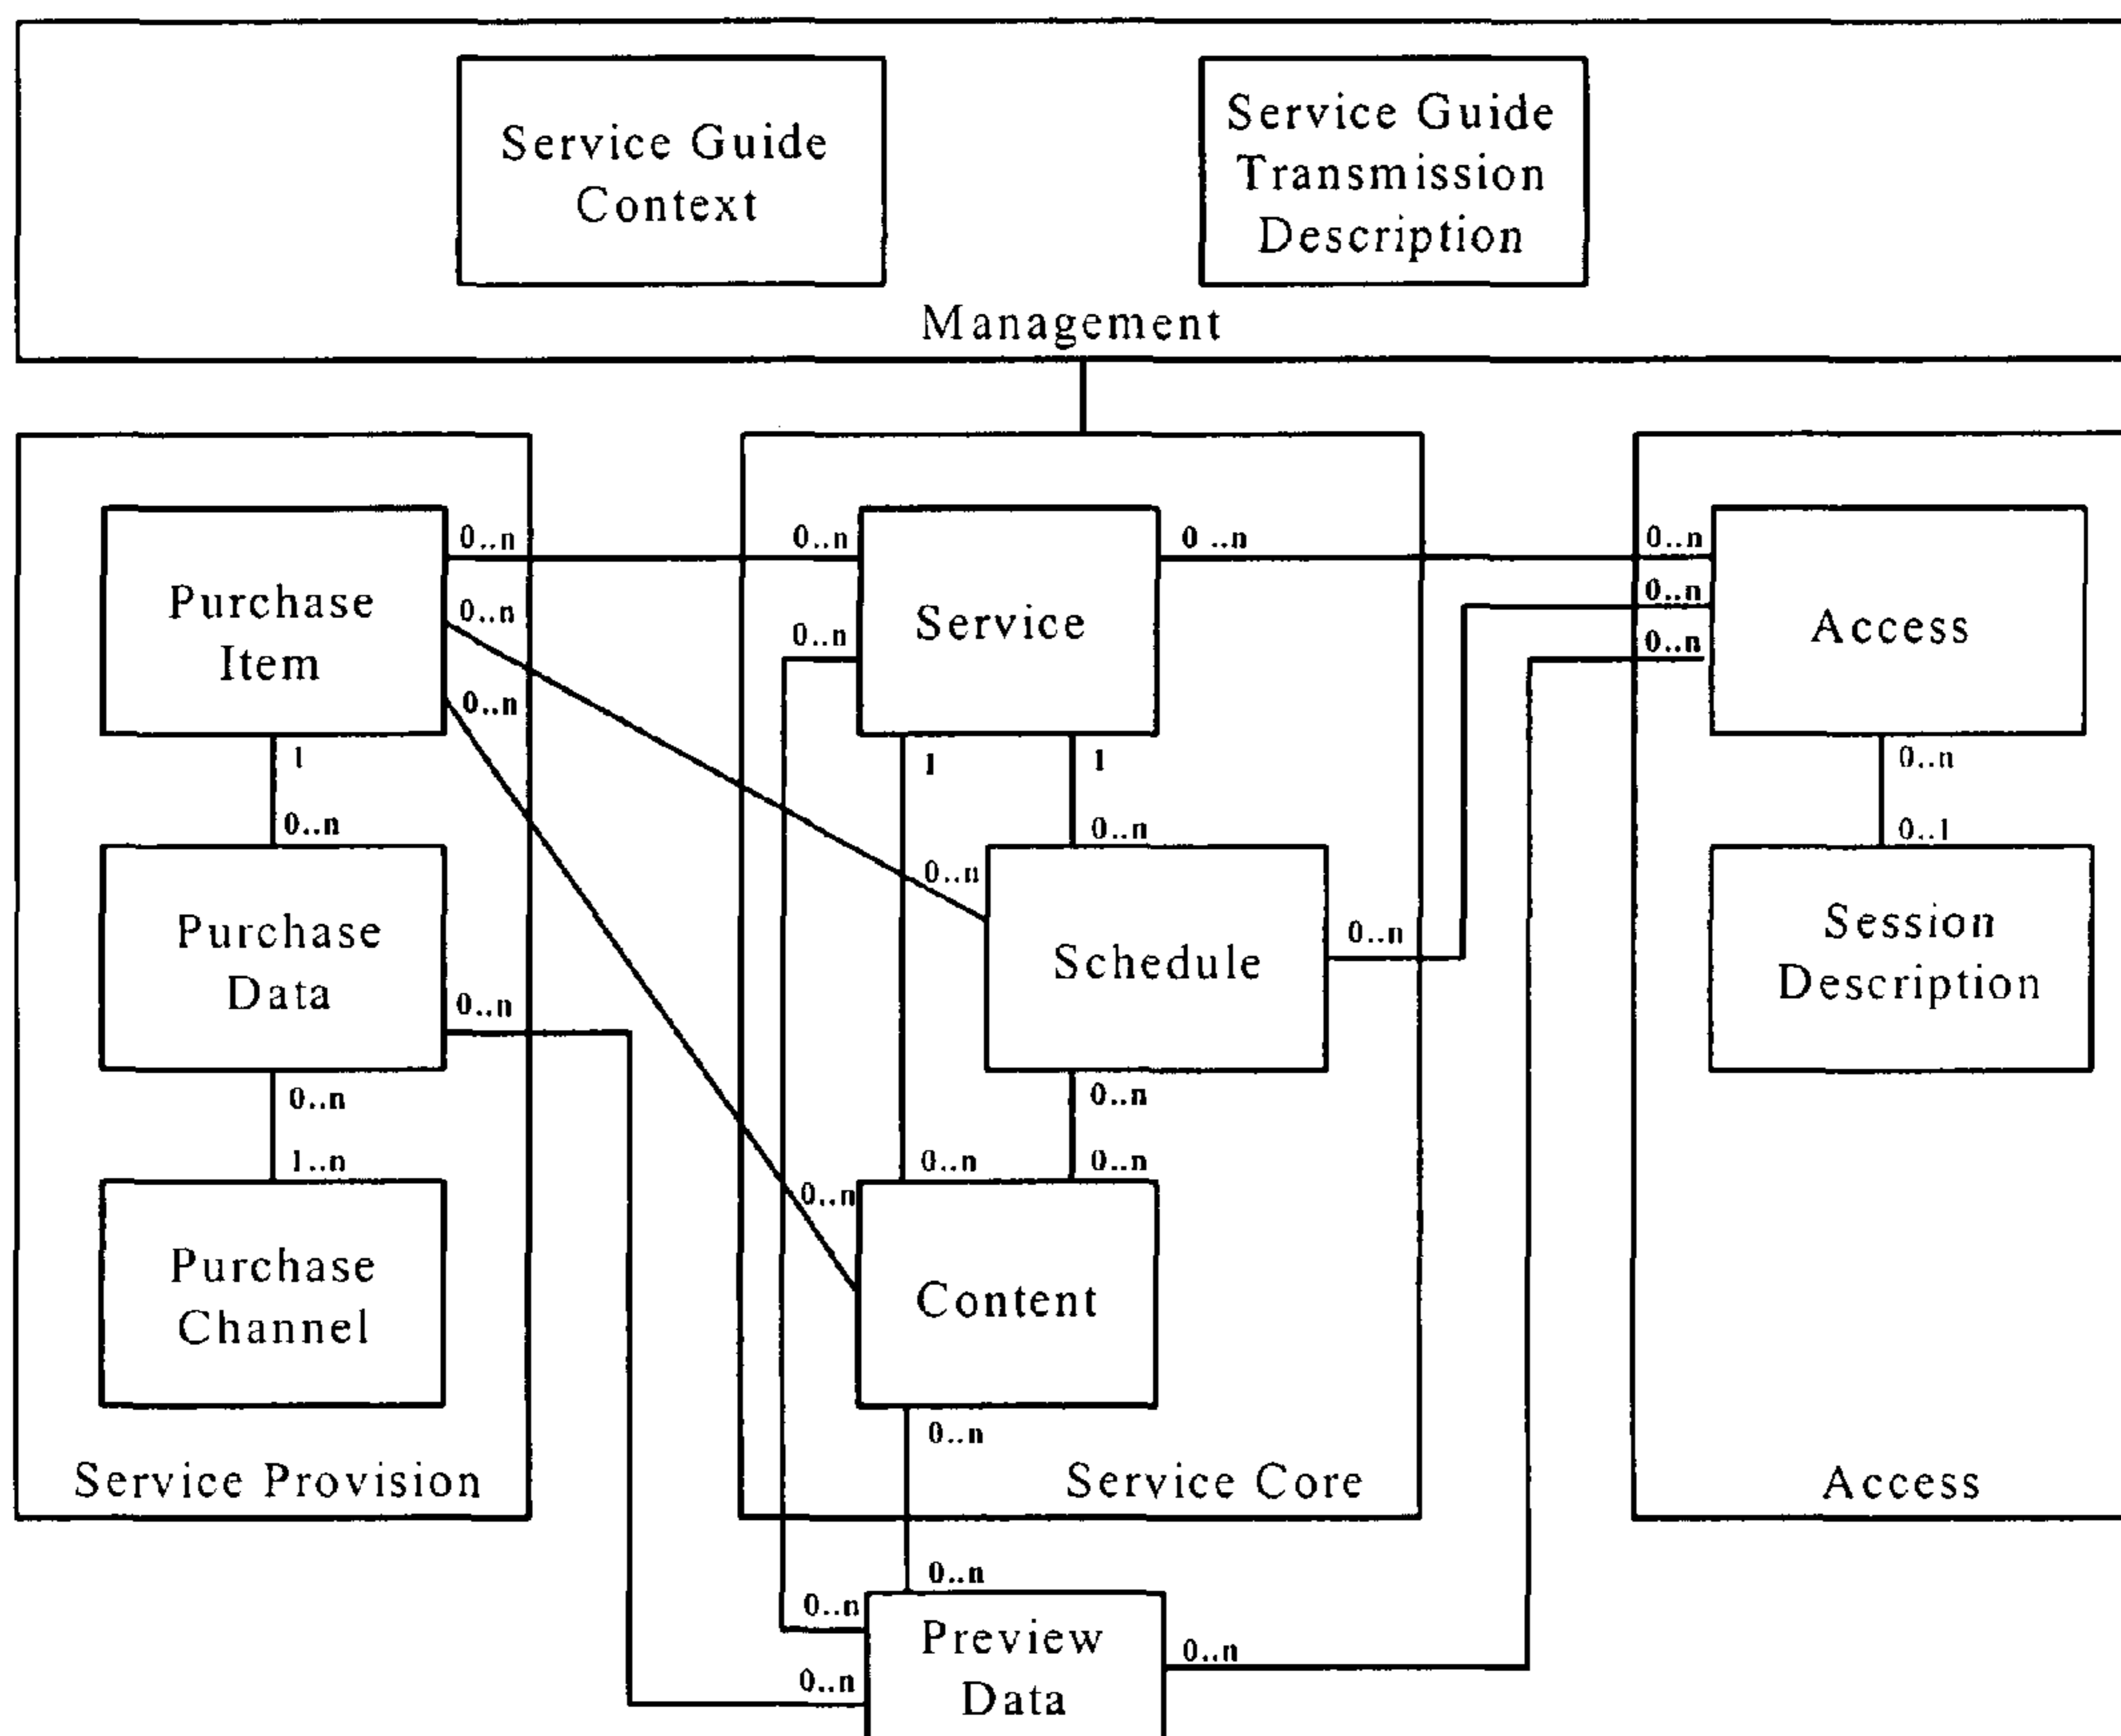 Service Guide
Context
Service Guide
Transmission
Description
Management
0..n
0..n
0 ..n
0..n
Purchase
Item
0..n
0..n
0..n
Service
0..n
0..n
Access
1
1
1
0..n
0..n
0..n
0..1
0..n
Purchase
Data
0..n
Schedule
0..n
Session
Description
0..n
0..n
1..n
0..n
0..n
0..n
Purchase
Channel
Content
0..n
Service Provision
Service Core
Access
0..n
0..n
Preview
Data
0..n
0..n